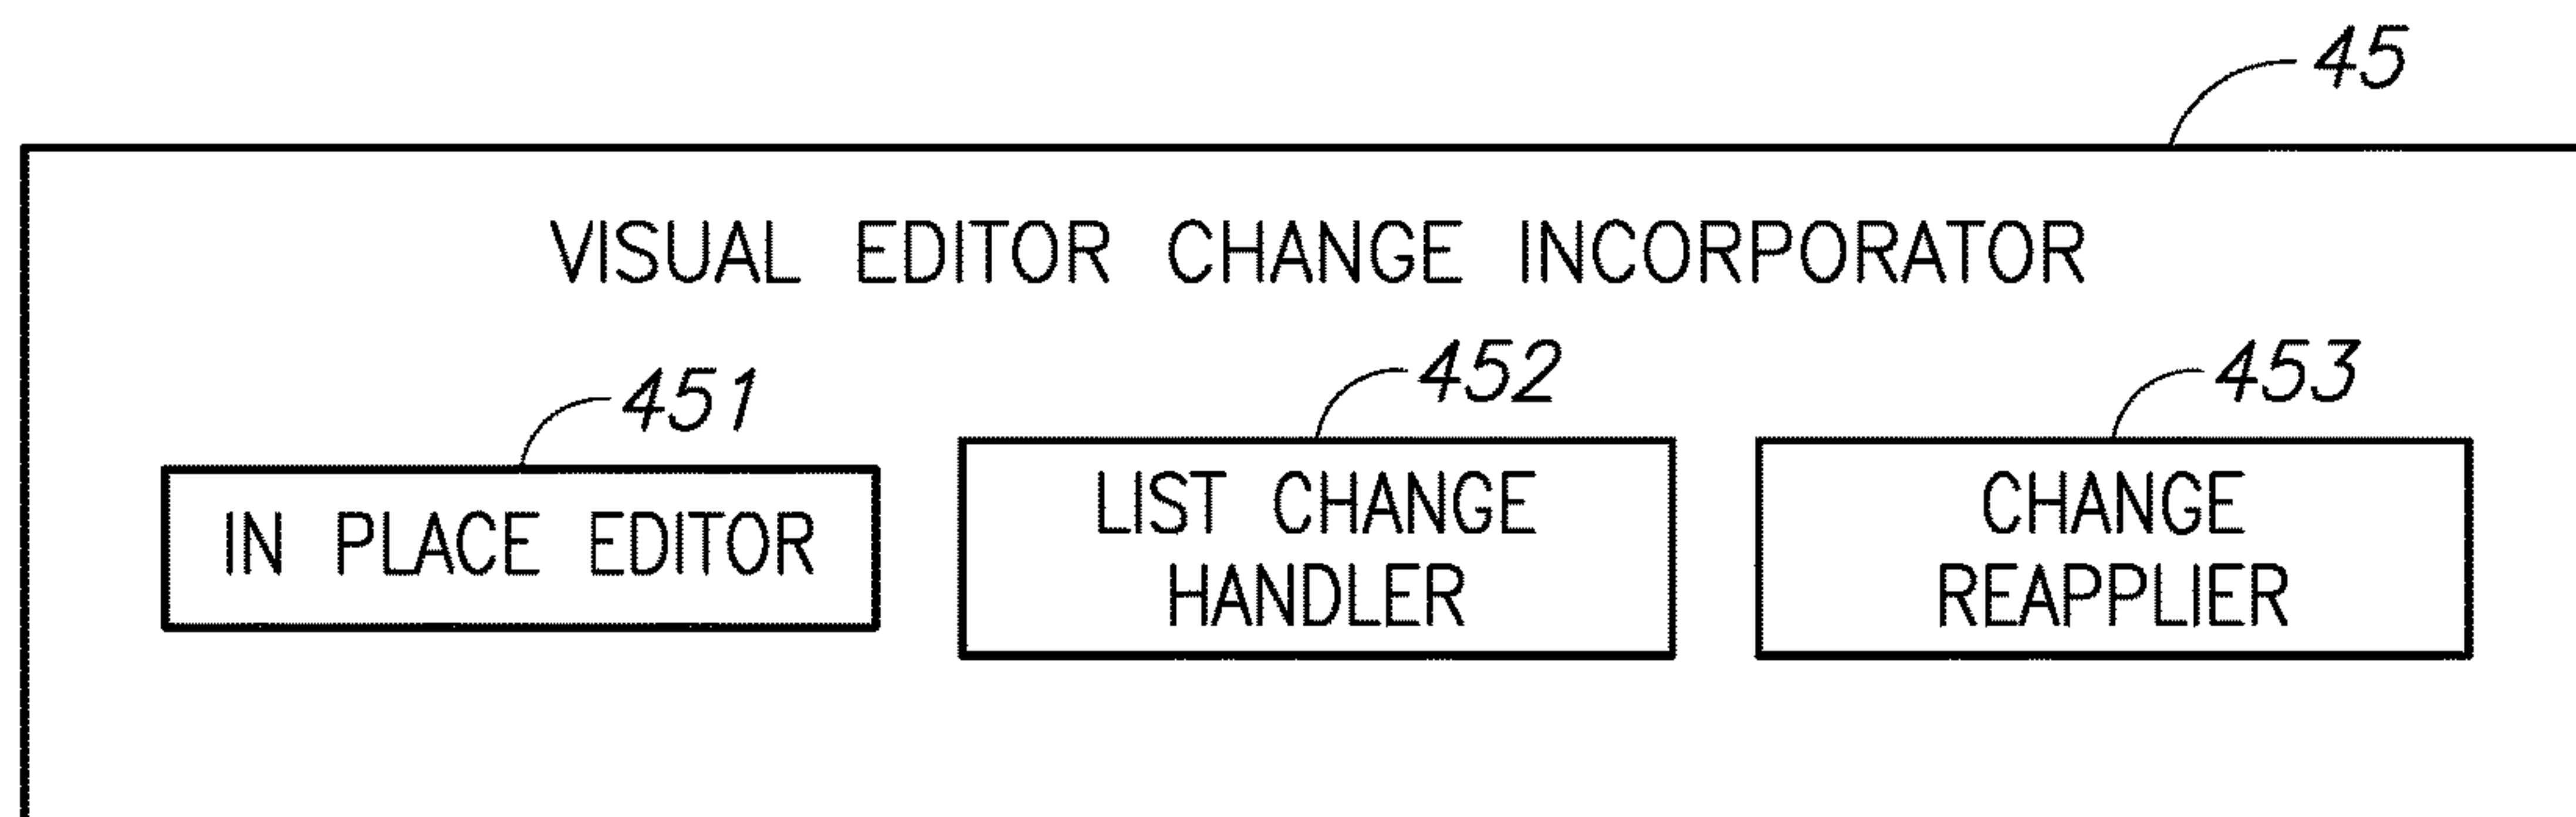 45
VISUAL EDITOR CHANGE INCORPORATOR
451
452
453
IN PLACE EDITOR
LIST CHANGE
HANDLER
CHANGE
REAPPLIER